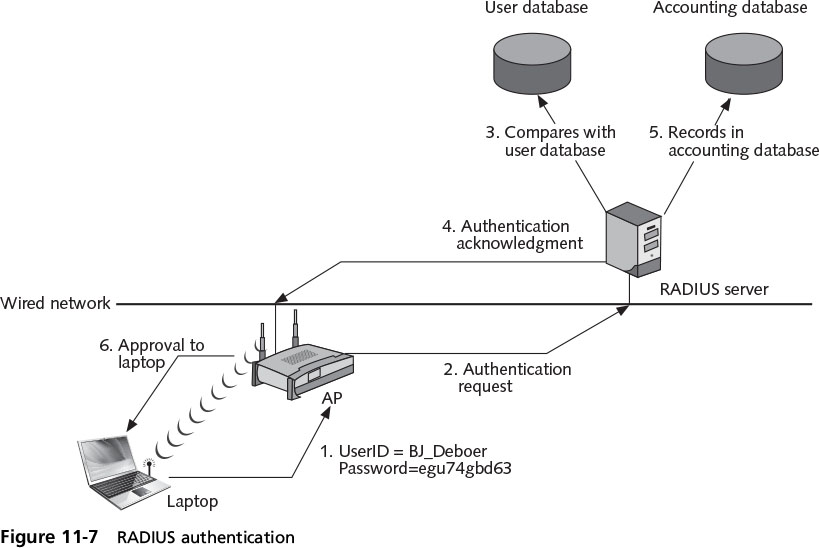 User database
Accounting database
3. Compares with
user database
5. Records in
accounting database
4. Authentication
acknowledgment
RADIUS server
Wired network
6. Approval to
laptop
2. Authentication
request
AP
1. UserID = BJ_Deboer
Password=egu74gbd63
Laptop
Figure 11-7 RADIUS authentication